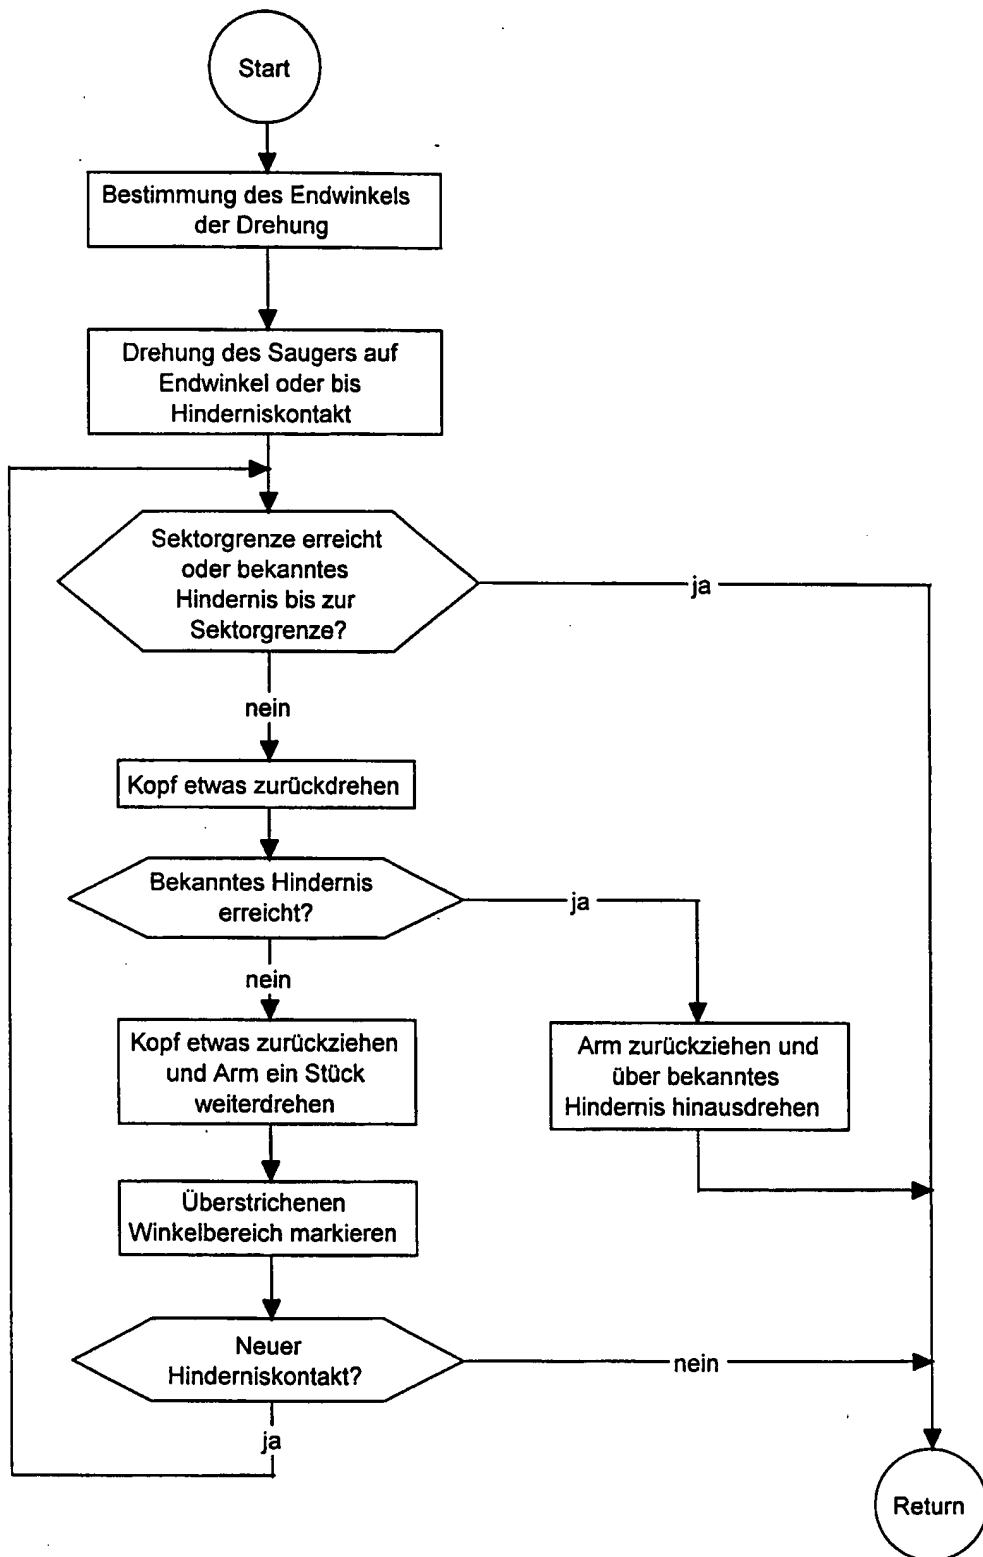 Start
Bestimmung des Endwinkels
der Drehung
Drehung des Saugers auf
Endwinkel oder bis
Hinderniskontakt
Sektorgrenze erreicht
oder bekanntes
Hindernis bis zur
Sektorgrenze?
ja
nein
Kopf etwas zurückdrehen
Bekanntes Hindernis
erreicht?
ja
nein
Kopf etwas zurückziehen
und Arm ein Stück
weiterdrehen
Arm zurückziehen und
über bekanntes
Hindernis hinausdrehen
Überstrichenen
Winkelbereich markieren
Neuer
Hinderniskontakt?
nein
ja
Return